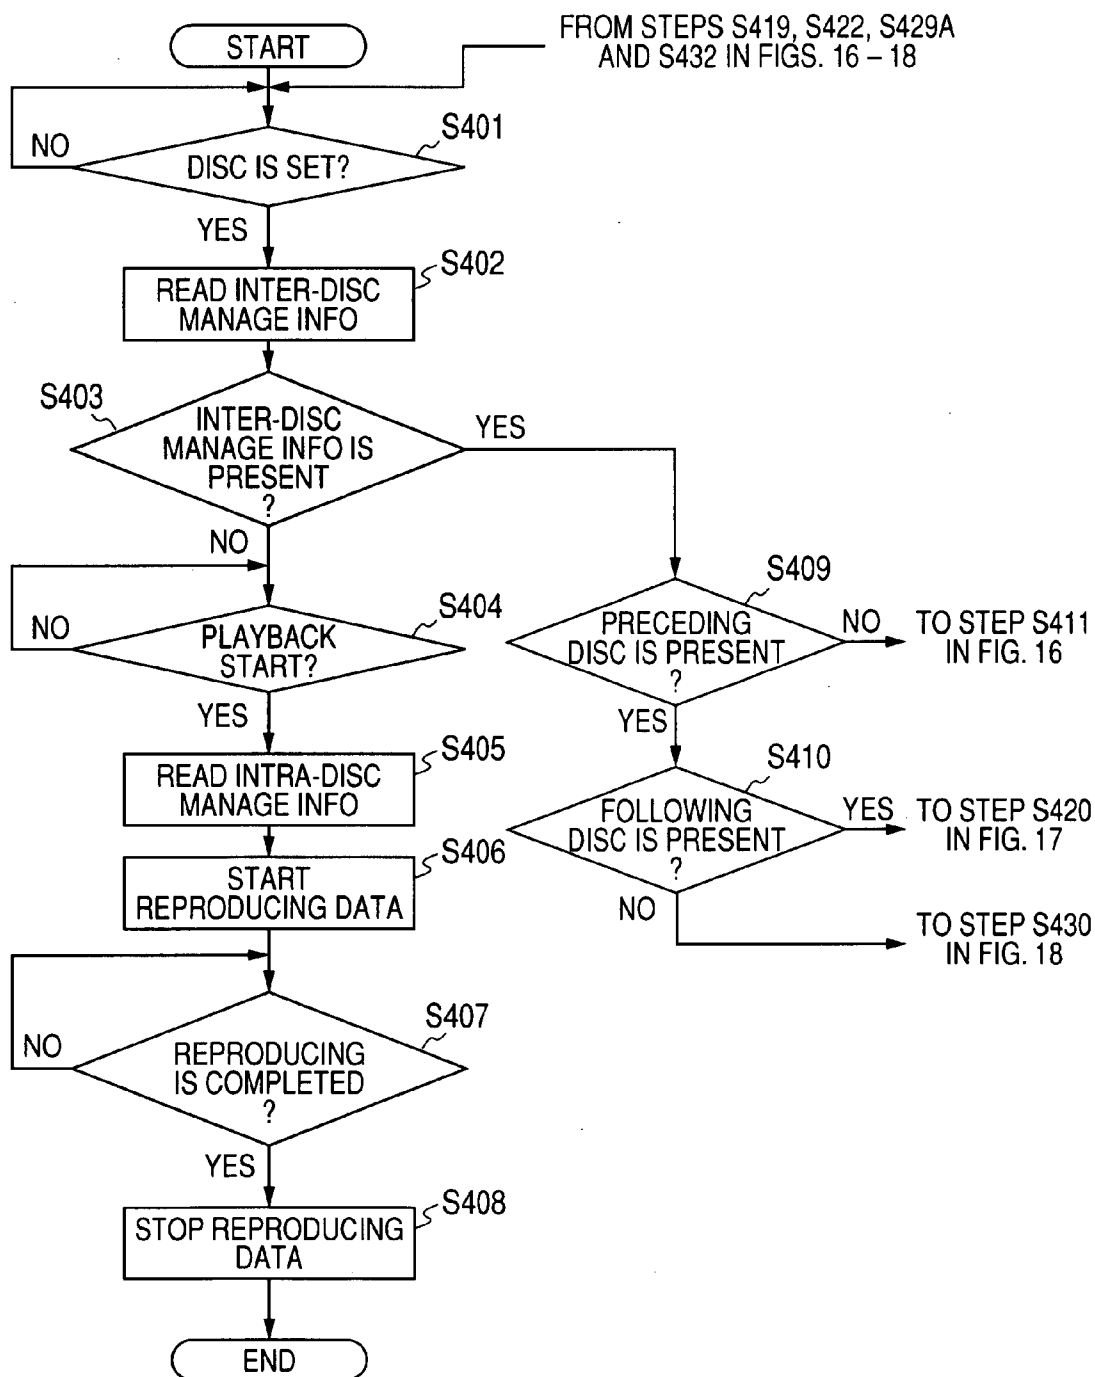 START
FROM STEPS S419, S422, S429A
AND S432 IN FIGS. 16 – 18
S401
NO
DISC IS SET?
YES
S402
READ INTER-DISC
MANAGE INFO
S403
INTER-DISC
MANAGE INFO IS
PRESENT
?
YES
NO
S404
NO
PLAYBACK
START?
YES
S409
PRECEDING
DISC IS PRESENT
?
NO
TO STEP S411
IN FIG. 16
YES
S405
READ INTRA-DISC
MANAGE INFO
S410
FOLLOWING
DISC IS PRESENT
?
YES
TO STEP S420
IN FIG. 17
NO
TO STEP S430
IN FIG. 18
S406
START
REPRODUCING DATA
S407
NO
REPRODUCING
IS COMPLETED
?
YES
S408
STOP REPRODUCING
DATA
END